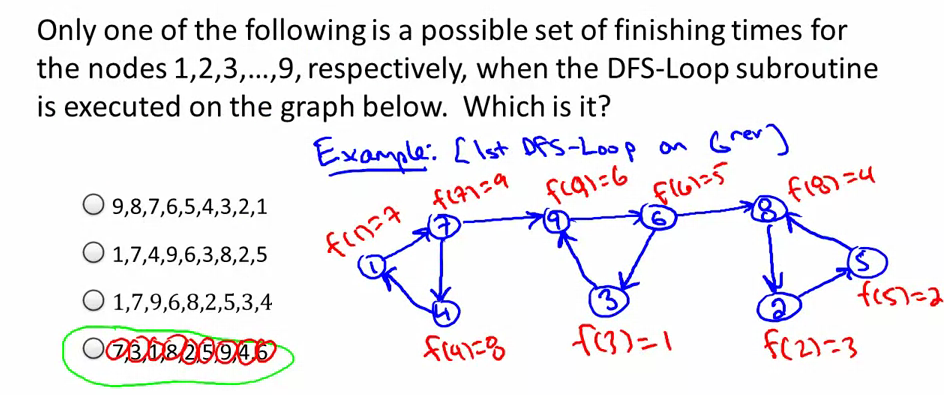 Only one of the following is a possible set of finishing times for
the nodes 1,2,3,...,9, respectively, when the DFS-Loop subroutine
is executed on the graph below.  Which is it?
Example: [1st DFS-Loop on Grev]
9,8,7,6,5,4,3,2,1
1,7,4,9,6,3,8,2,5
1,7,9,6,8,2,5,3,4
7,3,1,8,2,5,9,4,6
f(1)=7
f(7)=9
f(9)=6
f(6)=5
f(8)=4
7
9
6
8
1
5
4
3
2
f(5)=2
f(4)=8
f(3)=1
f(2)=3